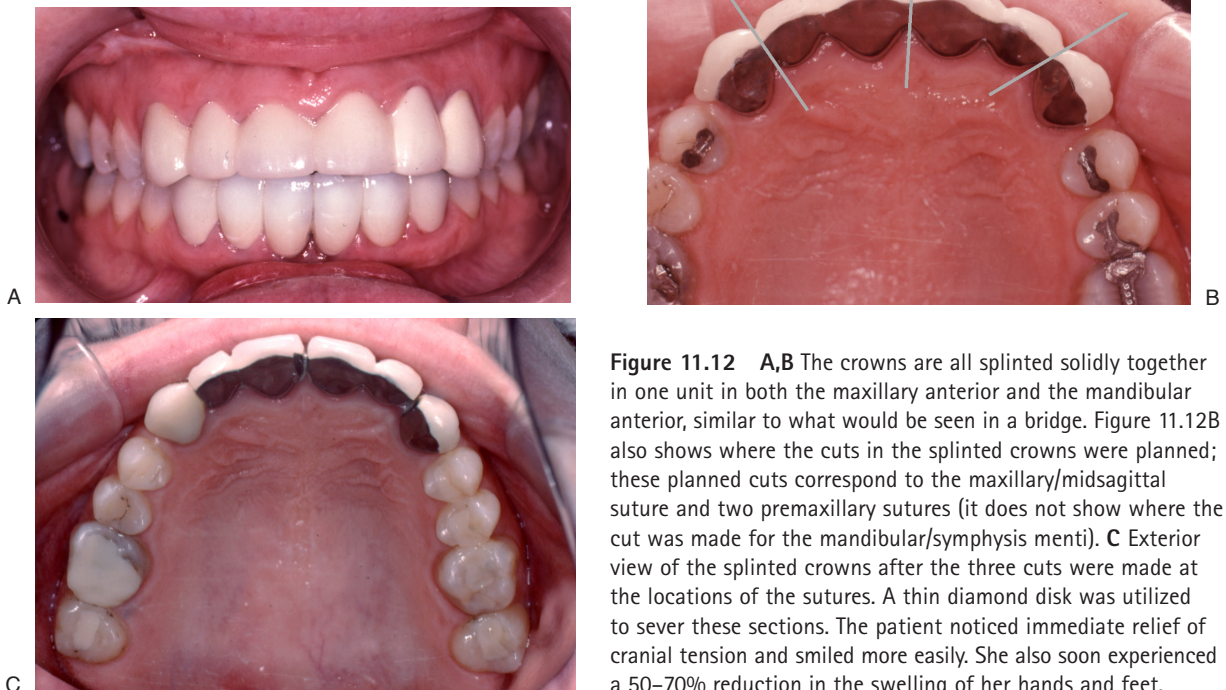 A
B
C
Figure 11.12 A,B The crowns are all splinted solidly together
in one unit in both the maxillary anterior and the mandibular
anterior, similar to what would be seen in a bridge. Figure 11.12B
also shows where the cuts in the splinted crowns were planned;
these planned cuts correspond to the maxillary/midsagittal
suture and two premaxillary sutures (it does not show where the
cut was made for the mandibular/symphysis menti). C Exterior
view of the splinted crowns after the three cuts were made at
the locations of the sutures. A thin diamond disk was utilized
to sever these sections. The patient noticed immediate relief of
cranial tension and smiled more easily. She also soon experienced
a 50–70% reduction in the swelling of her hands and feet.